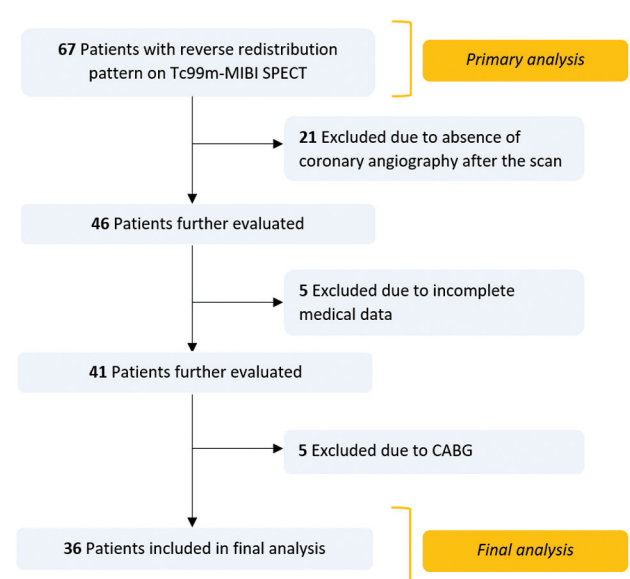 67 Patients with reverse redistribution
pattern on Tc99m-MIBI SPECT
Primary analysis
21 Excluded due to absence of
coronary angiography after the scan
46 Patients further evaluated
5 Excluded due to incomplete
medical data
41 Patients further evaluated
5 Excluded due to CABG
36 Patients included in final analysis
Final analysis